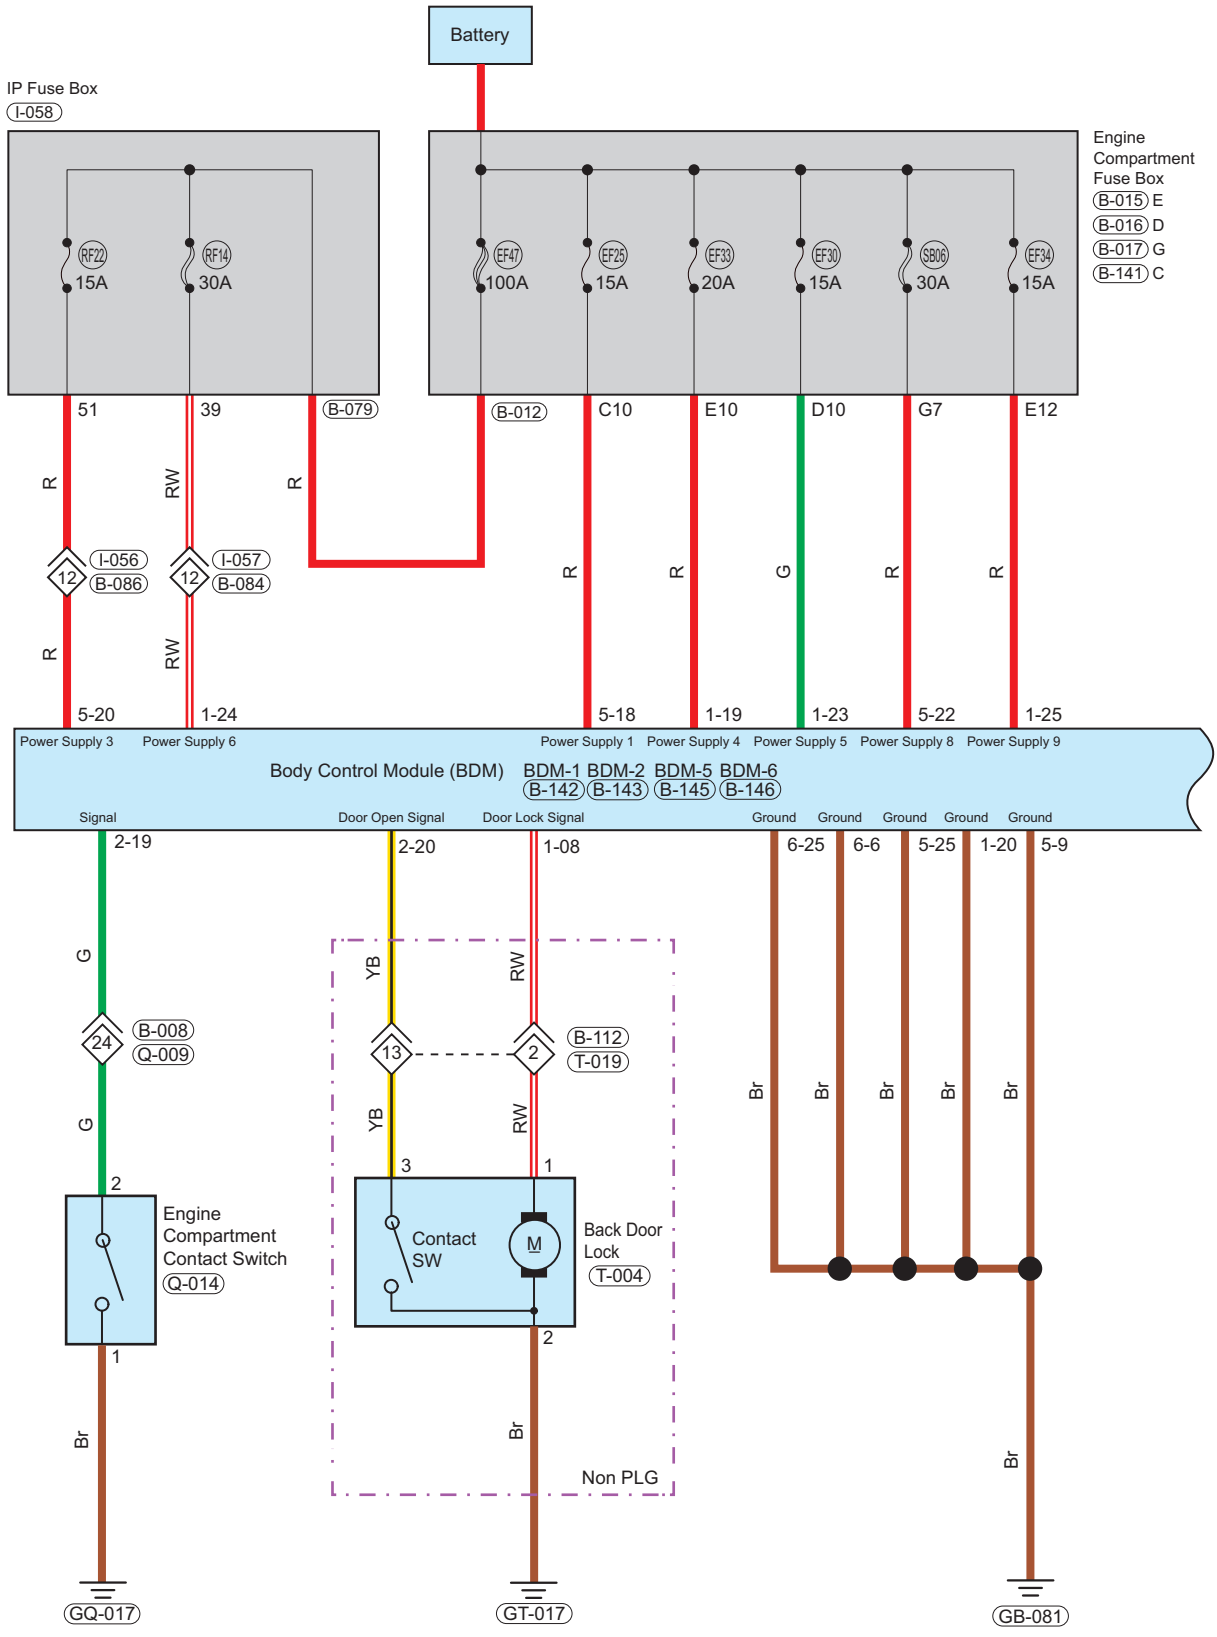 Battery
IP Fuse Box
I-058
Engine
Compartment
Fuse Box
B-015 E
B-016 D
B-017 G
B-141 C
RF22
15A
RF14
30A
EF47
100A
EF25
15A
EF33
20A
EF30
15A
SB06
30A
EF34
15A
51
39
B-079
B-012
C10
E10
D10
G7
E12
R
RW
R
I-056
B-086
12
I-057
B-084
12
R
R
G
R
R
R
RW
5-20
1-24
5-18
1-19
1-23
5-22
1-25
Power Supply 3
Power Supply 6
Power Supply 1
Power Supply 4
Power Supply 5
Power Supply 8
Power Supply 9
Body Control Module (BDM)
BDM-1 BDM-2 BDM-5 BDM-6
B-142 B-143 B-145 B-146
Signal
Door Open Signal
Door Lock Signal
Ground
Ground
Ground
Ground
Ground
2-19
2-20
1-08
6-25
6-6
5-25
1-20
5-9
G
YB
RW
24
B-008
Q-009
13
2
B-112
T-019
Br
Br
Br
Br
Br
G
YB
RW
2
3
1
Engine
Compartment
Contact Switch
Q-014
Contact
SW
M
Back Door
Lock
T-004
1
2
Br
Br
Br
Non PLG
GQ-017
GT-017
GB-081